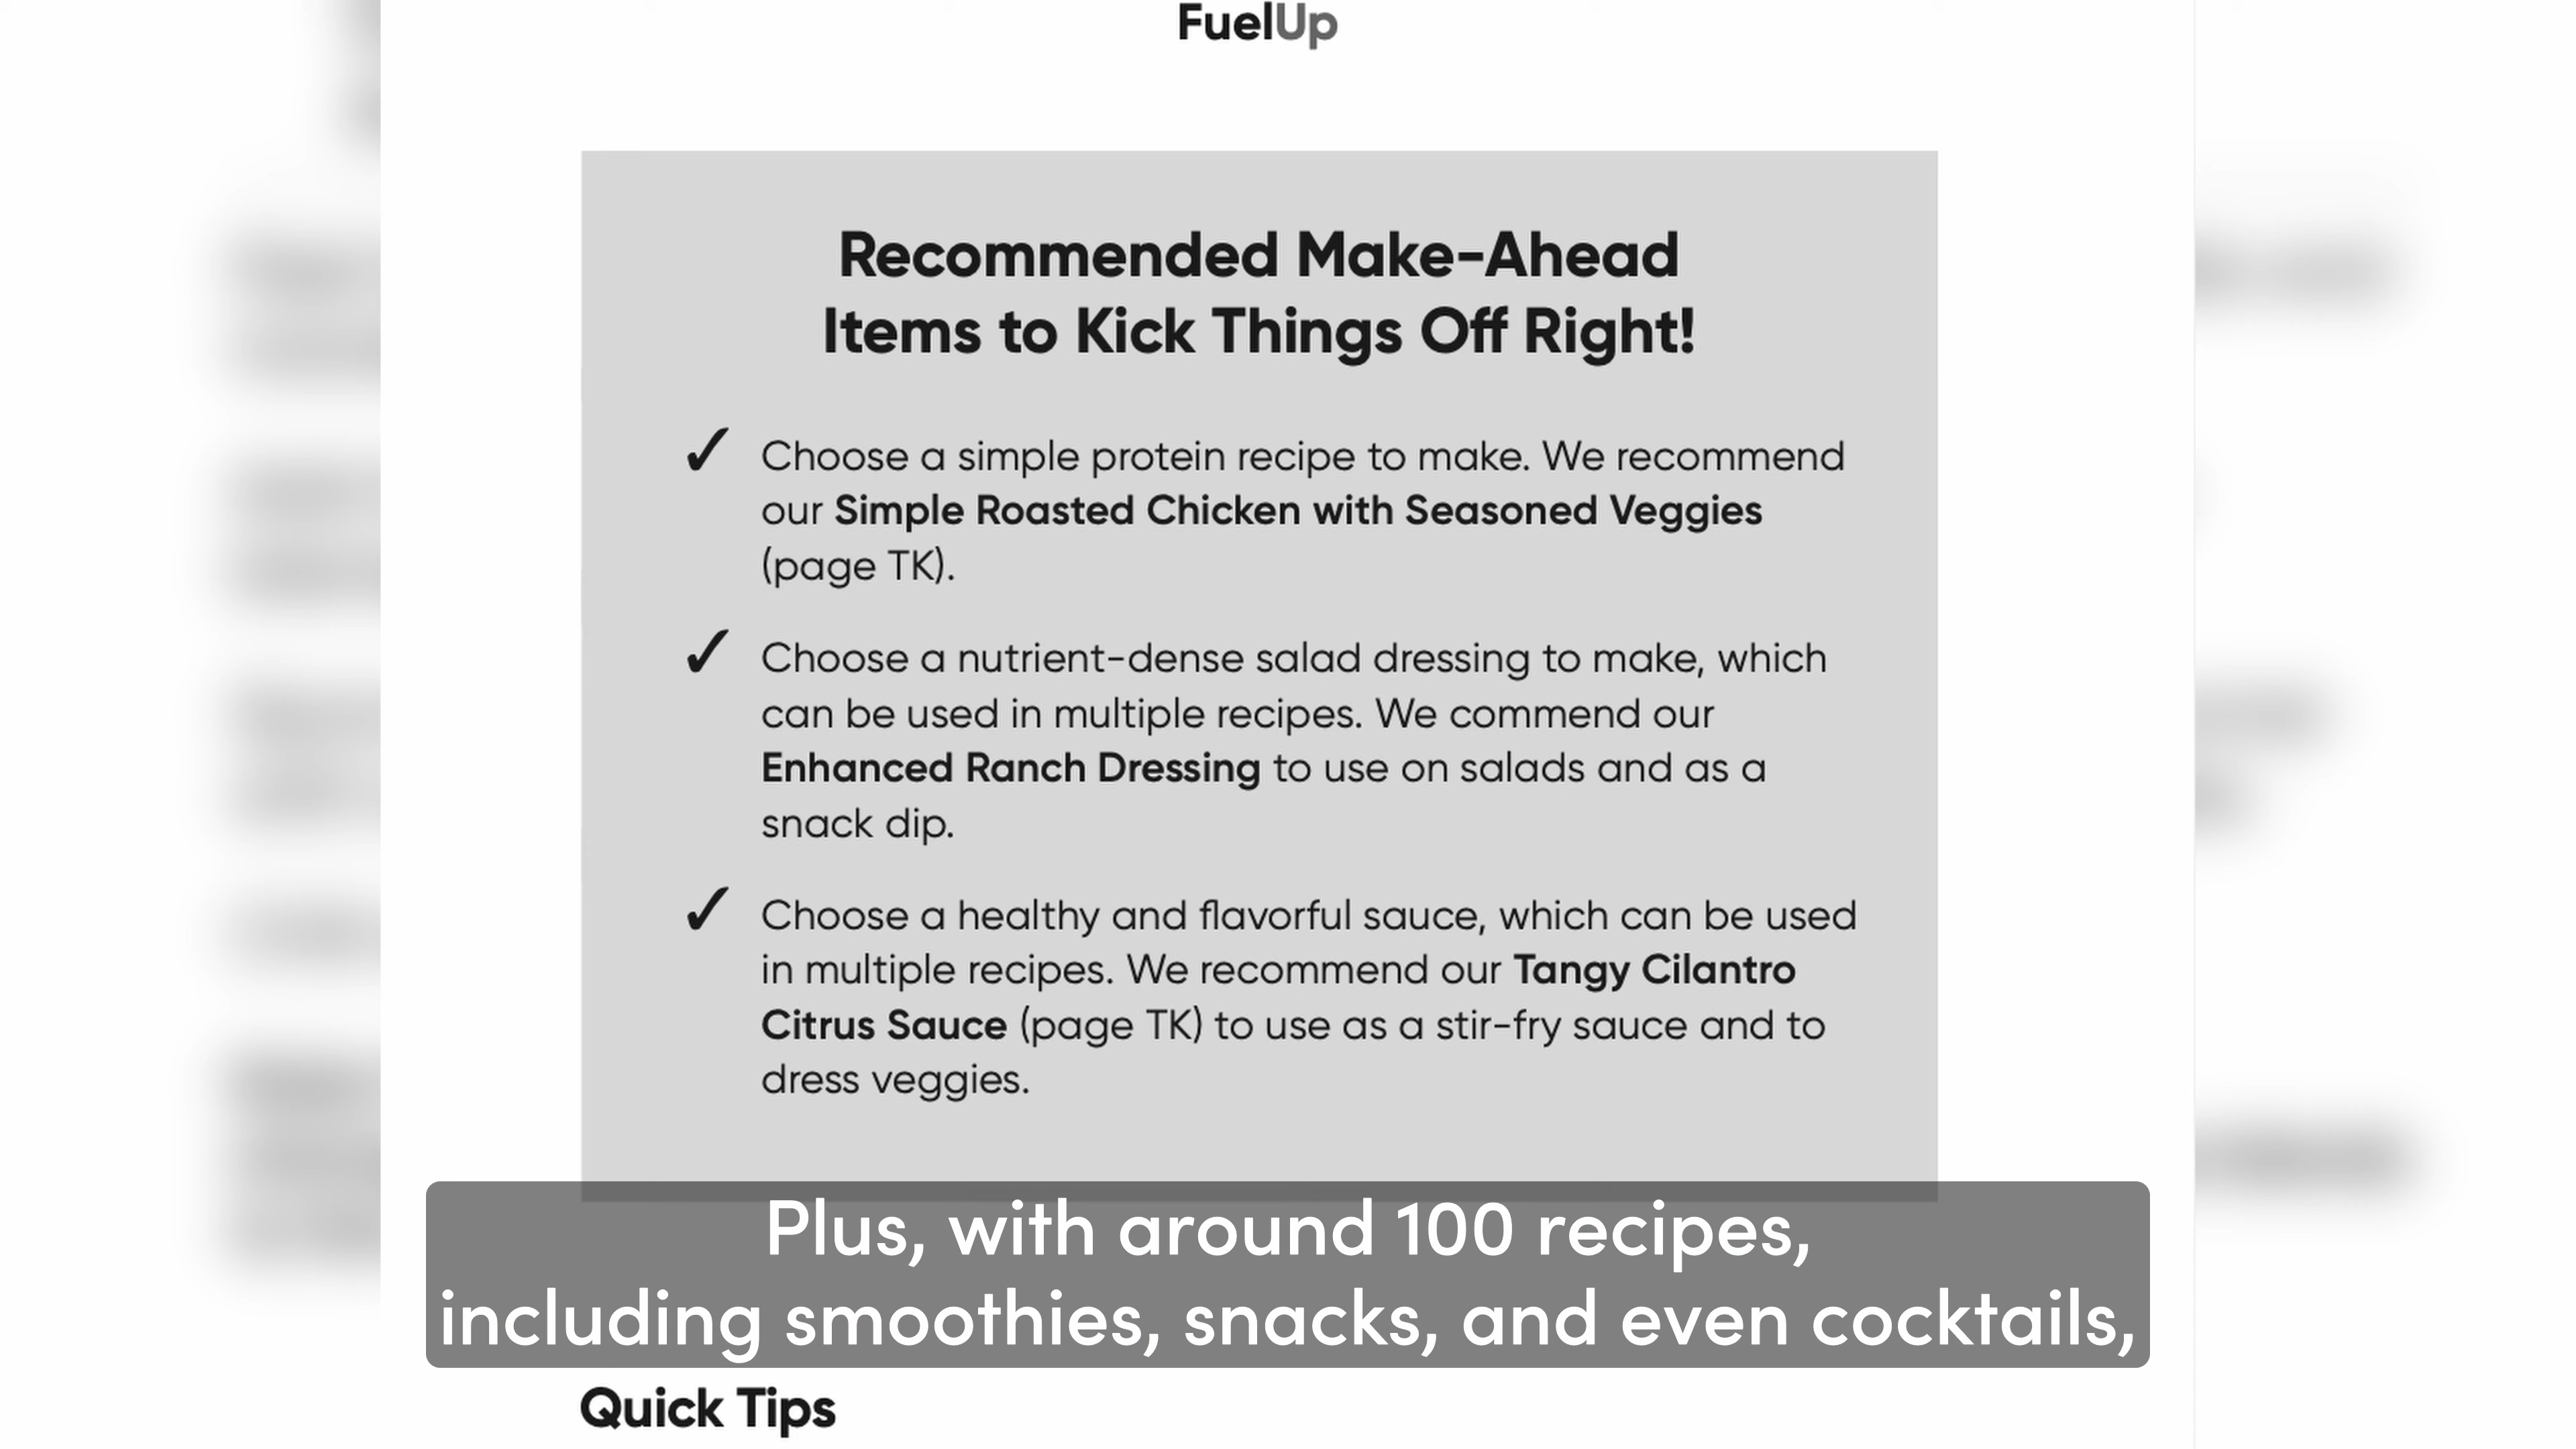 FuelUp
Recommended Make-Ahead
Items to Kick Things Off Right!
✓ Choose a simple protein recipe to make. We recommend
our Simple Roasted Chicken with Seasoned Veggies
(page TK).
✓ Choose a nutrient-dense salad dressing to make, which
can be used in multiple recipes. We commend our
Enhanced Ranch Dressing to use on salads and as a
snack dip.
✓ Choose a healthy and flavorful sauce, which can be used
in multiple recipes. We recommend our Tangy Cilantro
Citrus Sauce (page TK) to use as a stir-fry sauce and to
dress veggies.
Plus, with around 100 recipes,
including smoothies, snacks, and even cocktails,
Quick Tips